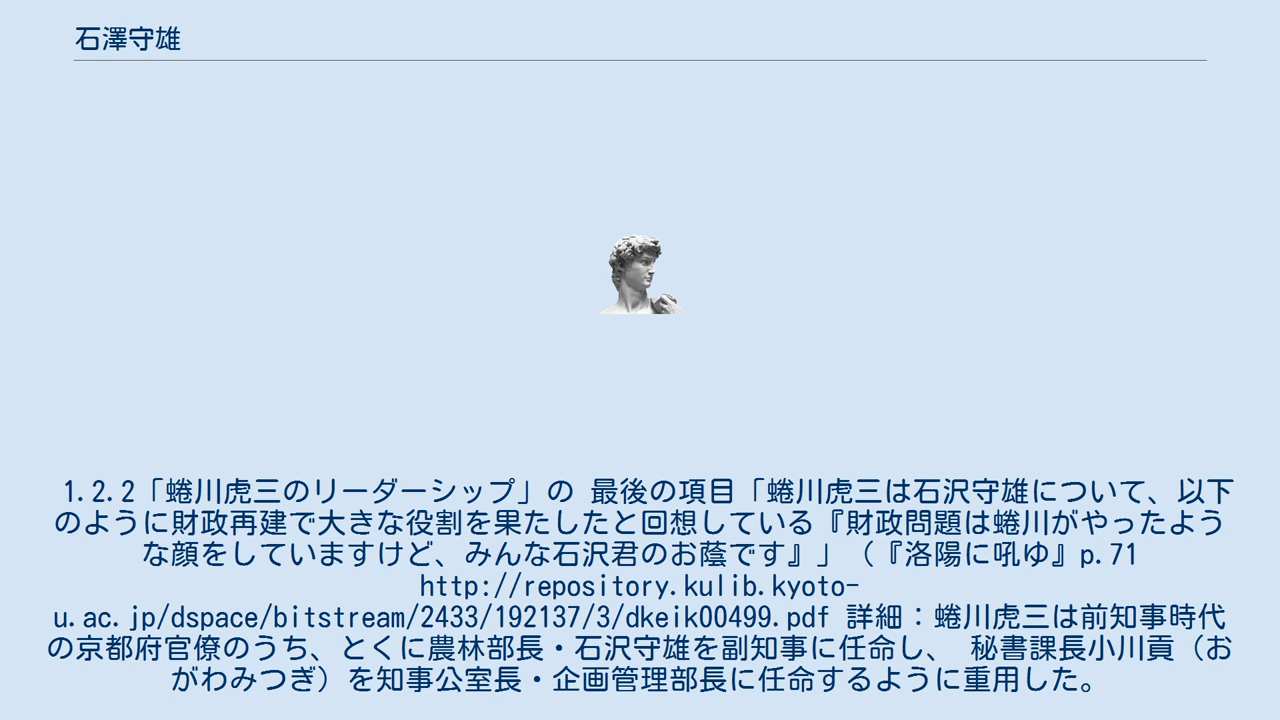 石澤守雄
1.2.2「蜷川虎三のリーダーシップ」の 最後の項目「蜷川虎三は石沢守雄について、以下
のように財政再建で大きな役割を果たしたと回想している『財政問題は蜷川がやったよう
な顔をしていますけど、みんな石沢君のお蔭です』」（『洛陽に吼ゆ』p.71
http://repository.kulib.kyoto-
u.ac.jp/dspace/bitstream/2433/192137/3/dkeik00499.pdf 詳細：蜷川虎三は前知事時代
の京都府官僚のうち、とくに農林部長・石沢守雄を副知事に任命し、 秘書課長小川貢（お
がわみつぎ）を知事公室長・企画管理部長に任命するように重用した。